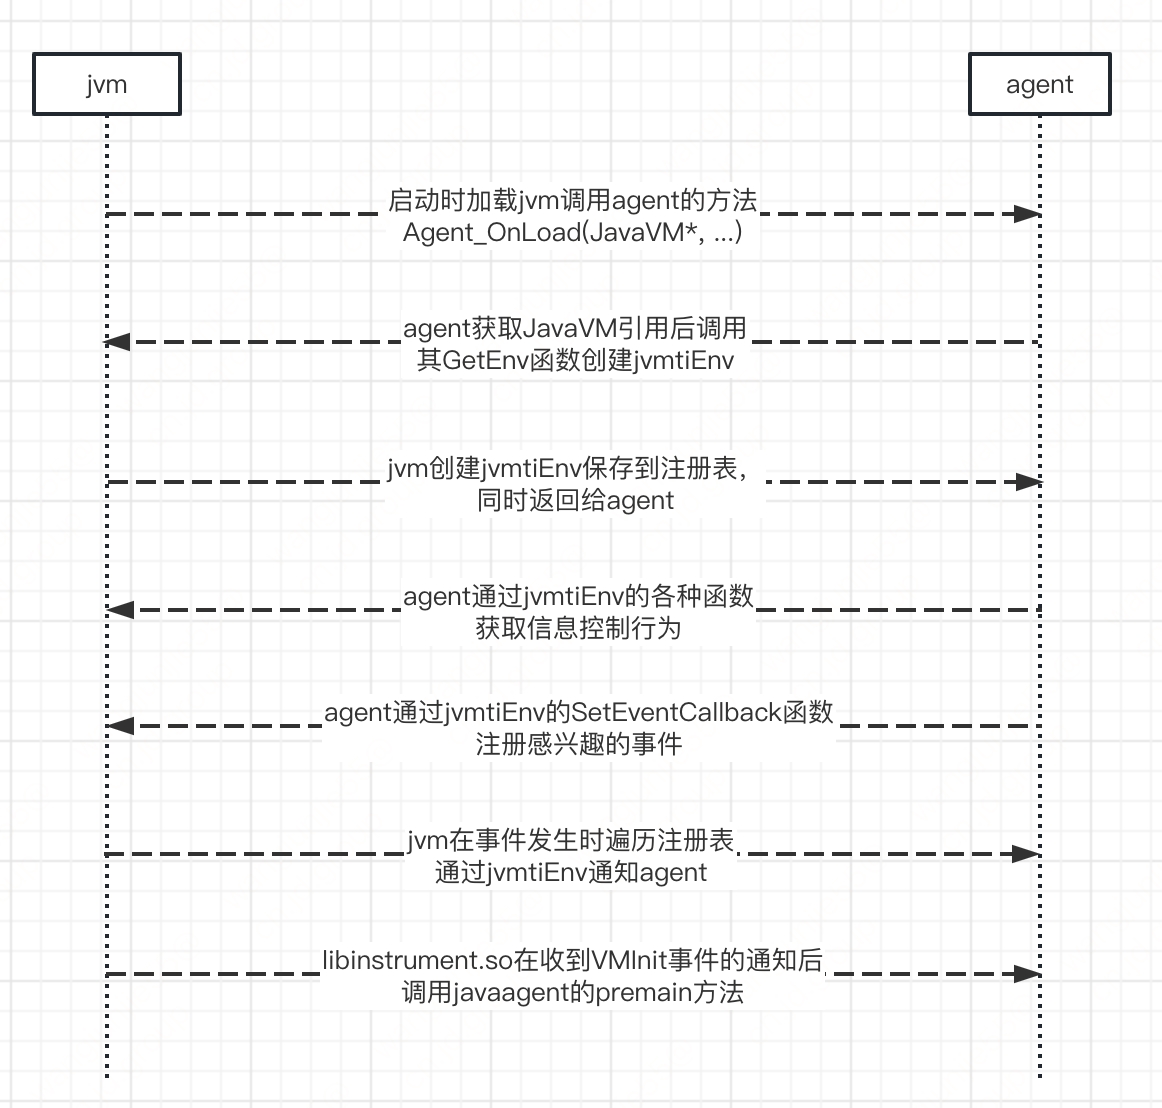 jvm
agent
启动时加载jvm调用agent的方法
Agent_OnLoad(JavaVM*, ...)
agent获取JavaVM引用后调用
其GetEnv函数创建jvmtiEnv
jvm创建jvmtiEnv保存到注册表,
同时返回给agent
agent通过jvmtiEnv的各种函数
获取信息控制行为
agent通过jvmtiEnv的SetEventCallback函数
注册感兴趣的事件
jvm在事件发生时遍历注册表
通过jvmtiEnv通知agent
libinstrument.so在收到VMInit事件的通知后
调用javaagent的premain方法